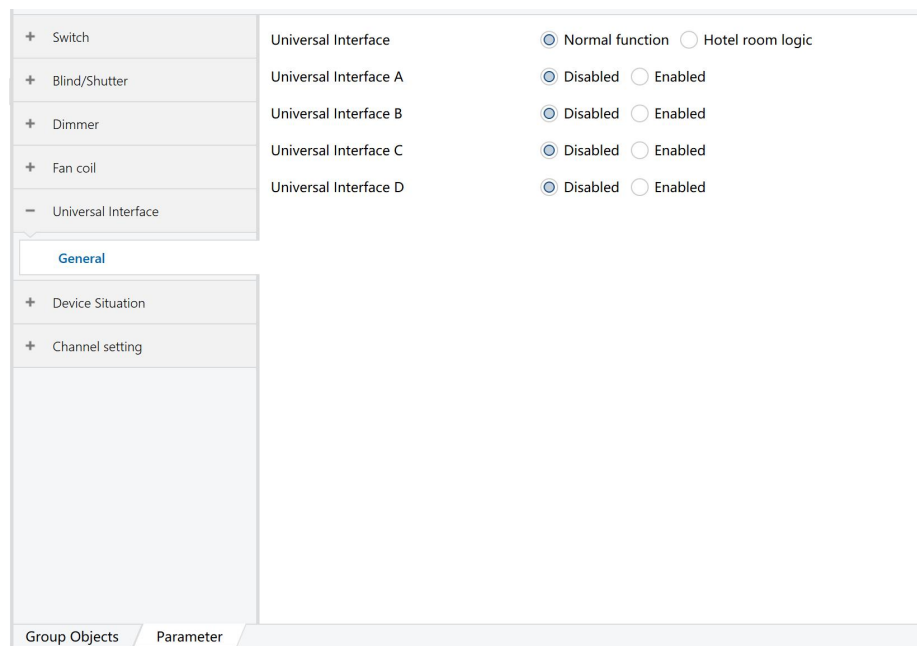 Switch
Blind/Shutter
Dimmer
Fan coil
Universal Interface
General
Device Situation
Channel setting
Universal Interface Normal function Hotel room logic
Universal Interface A Disabled Enabled
Universal Interface B Disabled Enabled
Universal Interface C Disabled Enabled
Universal Interface D Disabled Enabled
Group Objects Parameter